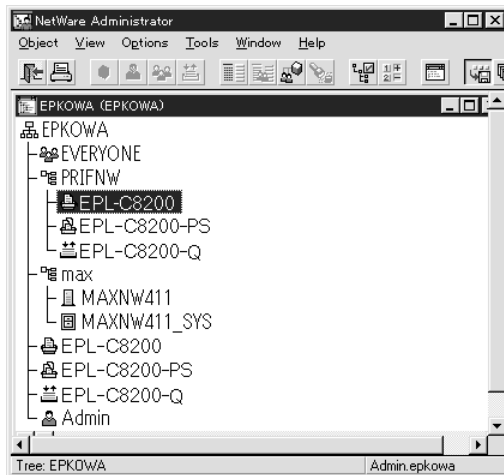 NetWare Administrator
Object View Options Tools Window Help
EPKOWA (EPKOWA)
EPKOWA
EVERYONE
PRIFNW
EPL-C8200
EPL-C8200-PS
EPL-C8200-Q
max
MAXNW411
MAXNW411_SYS
EPL-C8200
EPL-C8200-PS
EPL-C8200-Q
Admin
Tree: EPKOWA Admin.epkowa